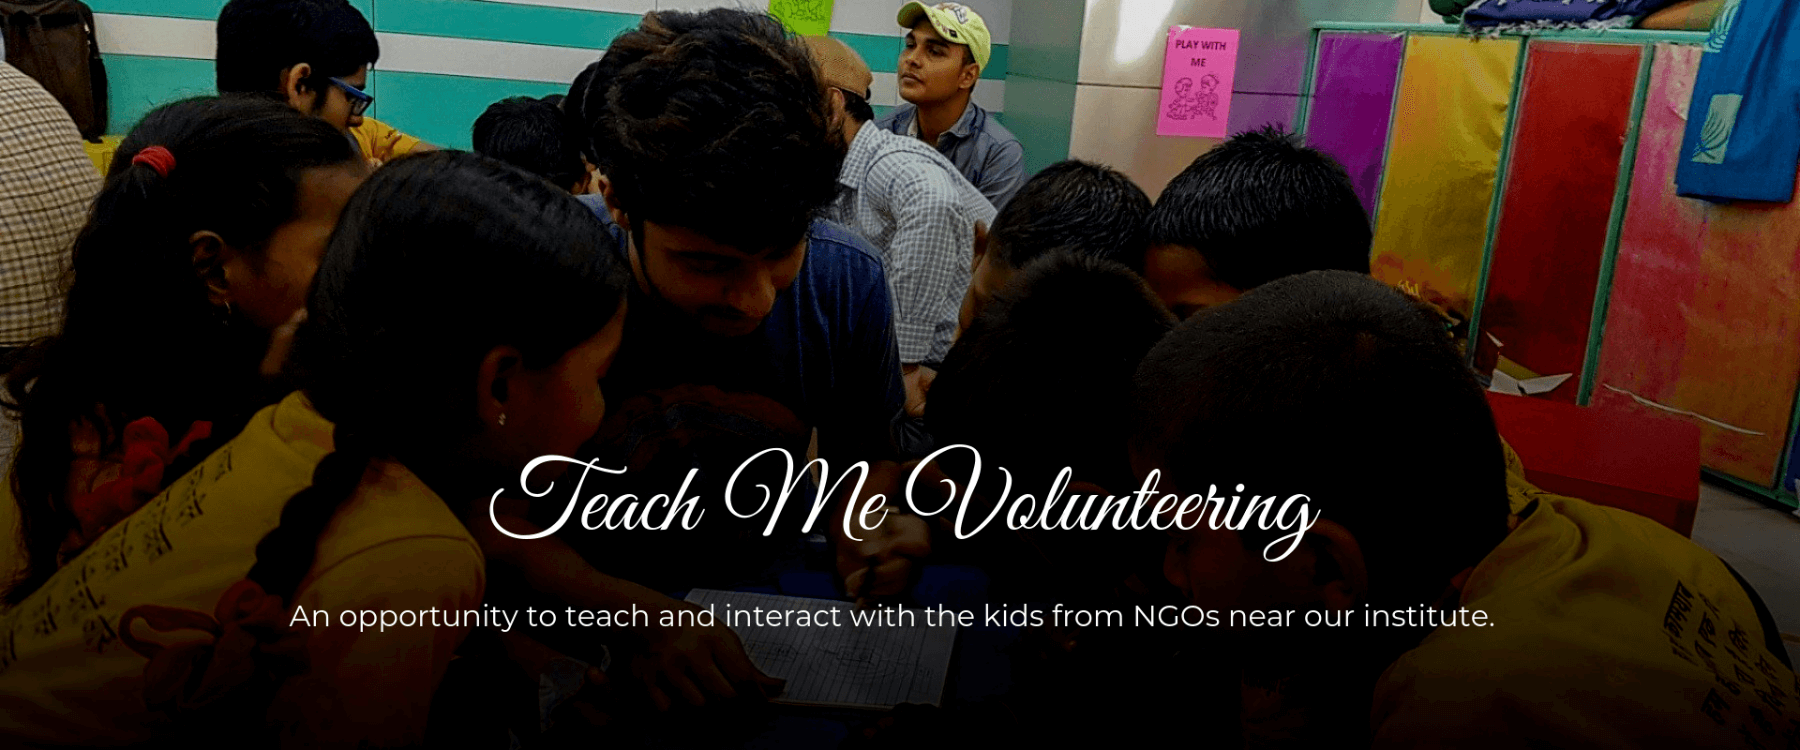 PLAY WITH
ME
Teach Me Volunteering
An opportunity to teach and interact with the kids from NGOs near our institute.